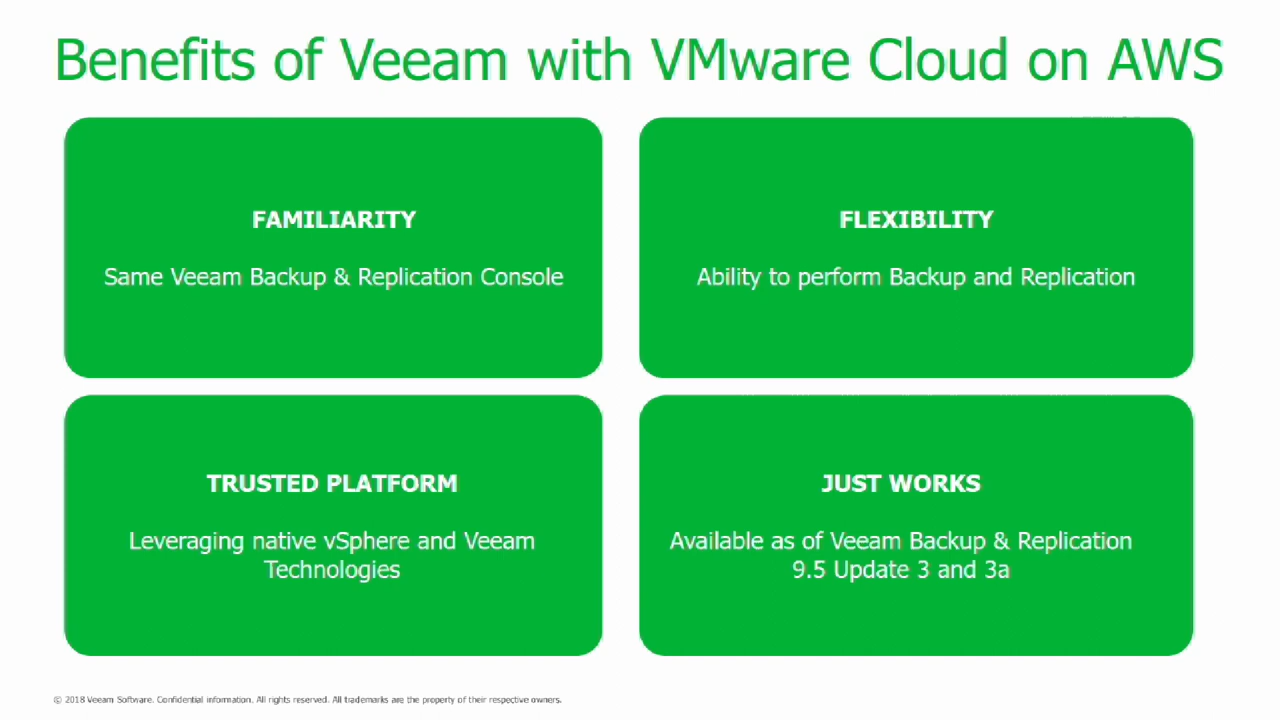 Benefits of Veeam with VMware Cloud on AWS
FAMILIARITY
Same Veeam Backup & Replication Console
FLEXIBILITY
Ability to perform Backup and Replication
TRUSTED PLATFORM
Leveraging native vSphere and Veeam
Technologies
JUST WORKS
Available as of Veeam Backup & Replication
9.5 Update 3 and 3a
© 2018 Veeam Software. Confidential information. All rights reserved. All trademarks are the property of their respective owners.